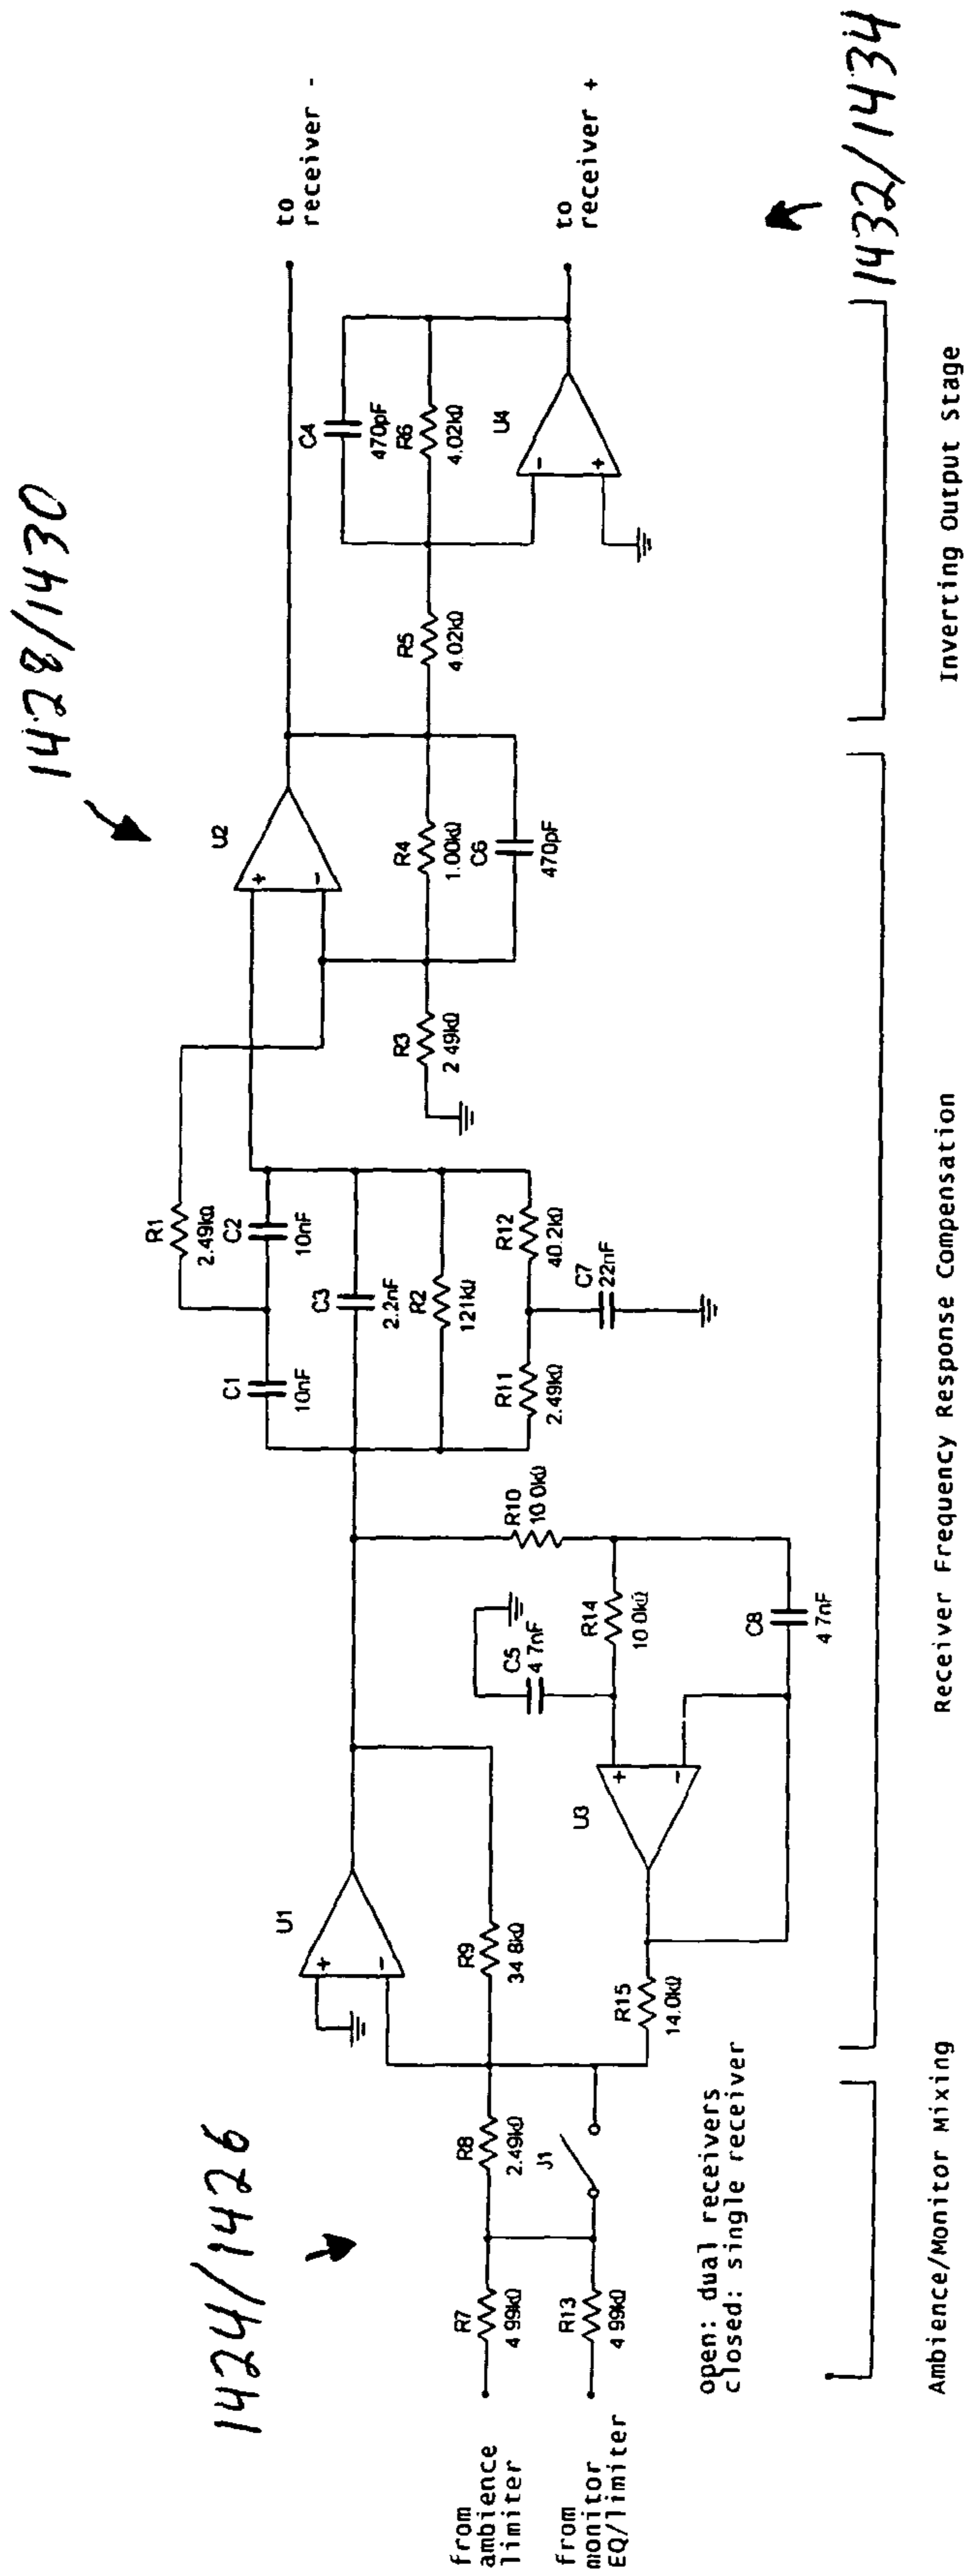 1424/1426
1428/1430
1432/1434
from
ambience
limiter
from
monitor
EQ/limiter
R7
4.99kΩ
R13
4.99kΩ
R8
2.49kΩ
J1
open: dual receivers
closed: single receiver
U1
+
-
R9
34.8kΩ
R15
14.0kΩ
U3
+
-
C5
4.7nF
R14
10.0kΩ
R10
10.0kΩ
C8
4.7nF
C1
10nF
R1
2.49kΩ
C2
10nF
C3
2.2nF
R2
121kΩ
R11
2.49kΩ
R12
40.2kΩ
C7
22nF
R3
2.49kΩ
U2
+
-
R4
1.00kΩ
C6
470pF
R5
4.02kΩ
C4
470pF
R6
4.02kΩ
U4
-
+
to
receiver -
to
receiver +
Ambience/Monitor Mixing
Receiver Frequency Response Compensation
Inverting Output Stage